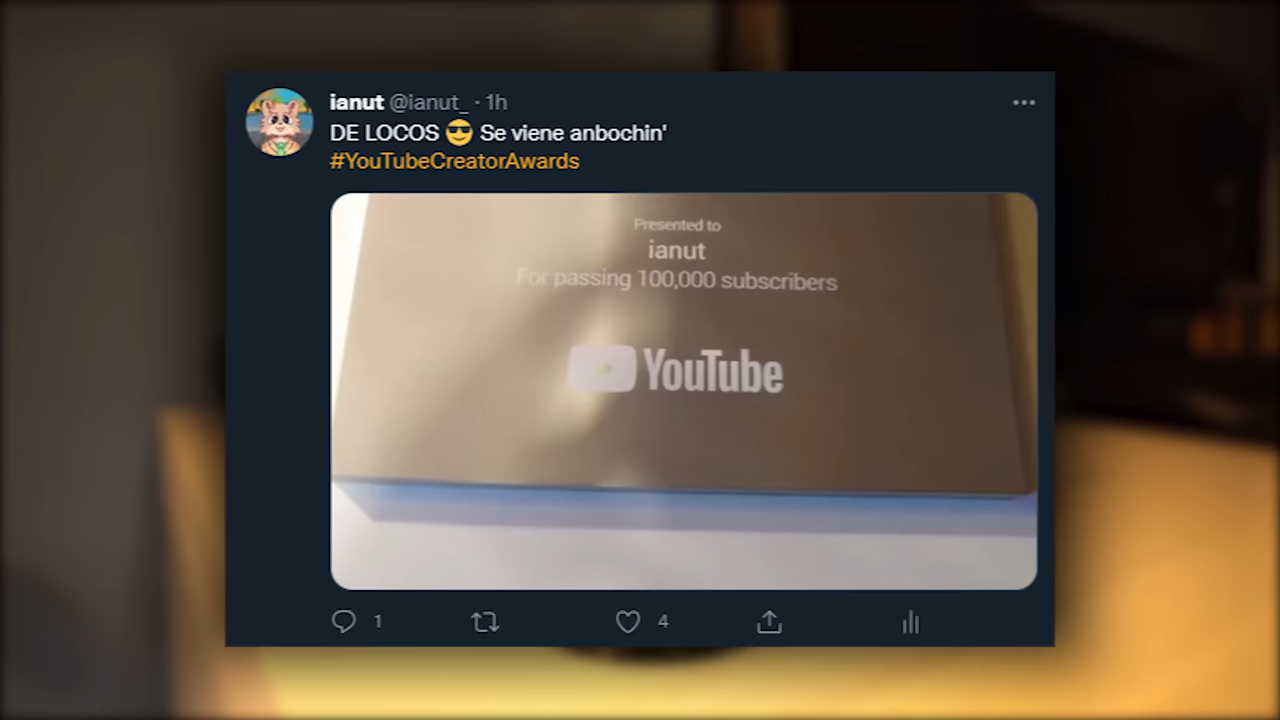 ianut @ianut_ · 1h
DE LOCOS 😎 Se viene anbochin'
#YouTubeCreatorAwards
Presented to
ianut
For passing 100,000 subscribers
YouTube
1 4